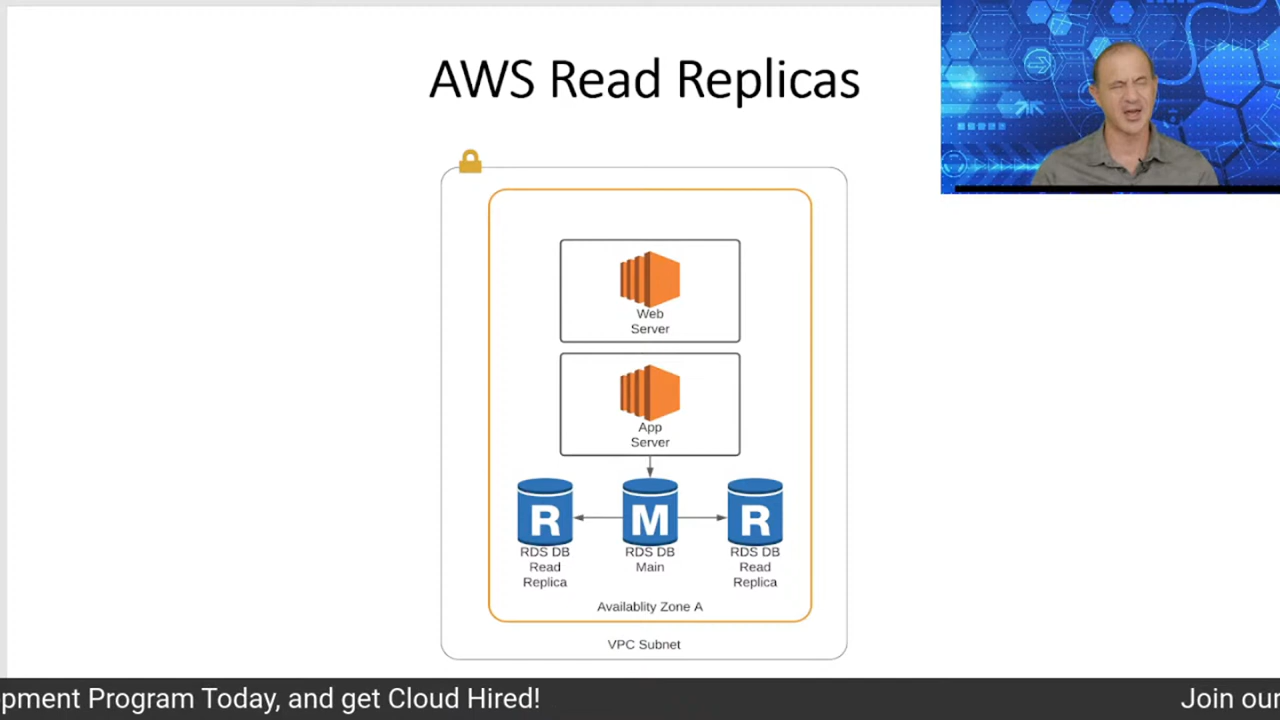 AWS Read Replicas
Web
Server
App
Server
R
M
R
RDS DB
Read
Replica
RDS DB
Main
RDS DB
Read
Replica
Availablity Zone A
VPC Subnet
opment Program Today, and get Cloud Hired!
Join our